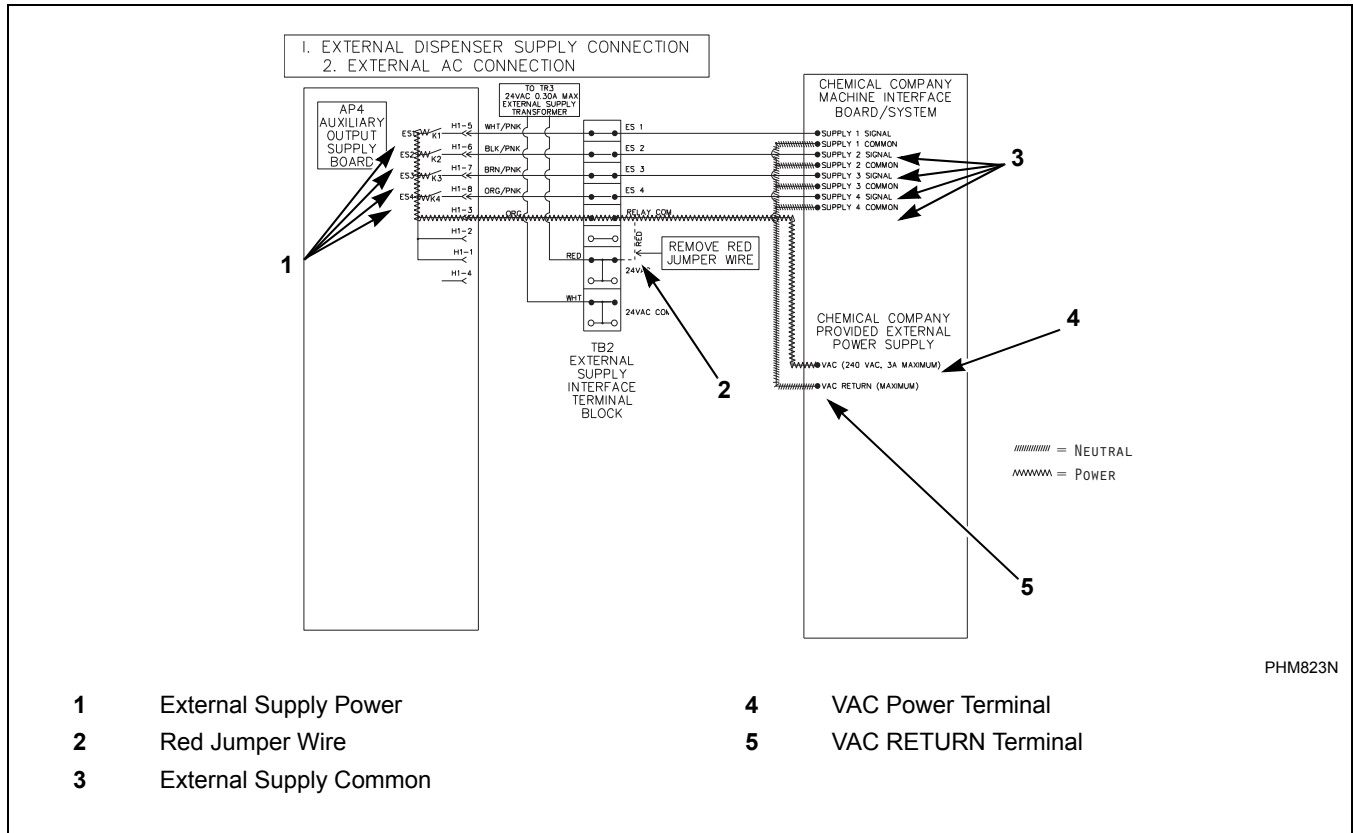 I. EXTERNAL DISPENSER SUPPLY CONNECTION
2. EXTERNAL AC CONNECTION
TO TR3
24VAC 0.30A MAX
EXTERNAL SUPPLY
TRANSFORMER
AP4
AUXILIARY
OUTPUT
SUPPLY
BOARD
CHEMICAL COMPANY
MACHINE INTERFACE
BOARD/SYSTEM
ES1 K1 H1-5 WHT/PNK ES 1
SUPPLY 1 SIGNAL
SUPPLY 1 COMMON
ES2 K2 H1-6 BLK/PNK ES 2
SUPPLY 2 SIGNAL
SUPPLY 2 COMMON
ES3 K3 H1-7 BRN/PNK ES 3
SUPPLY 3 SIGNAL
SUPPLY 3 COMMON
ES4 K4 H1-8 ORG/PNK ES 4
SUPPLY 4 SIGNAL
SUPPLY 4 COMMON
3
H1-3 ORG RELAY COM
H1-2
H1-1
H1-4
1
RED
RED
24VAC
REMOVE RED
JUMPER WIRE
WHT
24VAC COM
TB2
EXTERNAL
SUPPLY
INTERFACE
TERMINAL
BLOCK
2
CHEMICAL COMPANY
PROVIDED EXTERNAL
POWER SUPPLY
4
VAC (240 VAC, 3A MAXIMUM)
VAC RETURN (MAXIMUM)
5
= NEUTRAL
= POWER
PHM823N
1 External Supply Power
2 Red Jumper Wire
3 External Supply Common
4 VAC Power Terminal
5 VAC RETURN Terminal